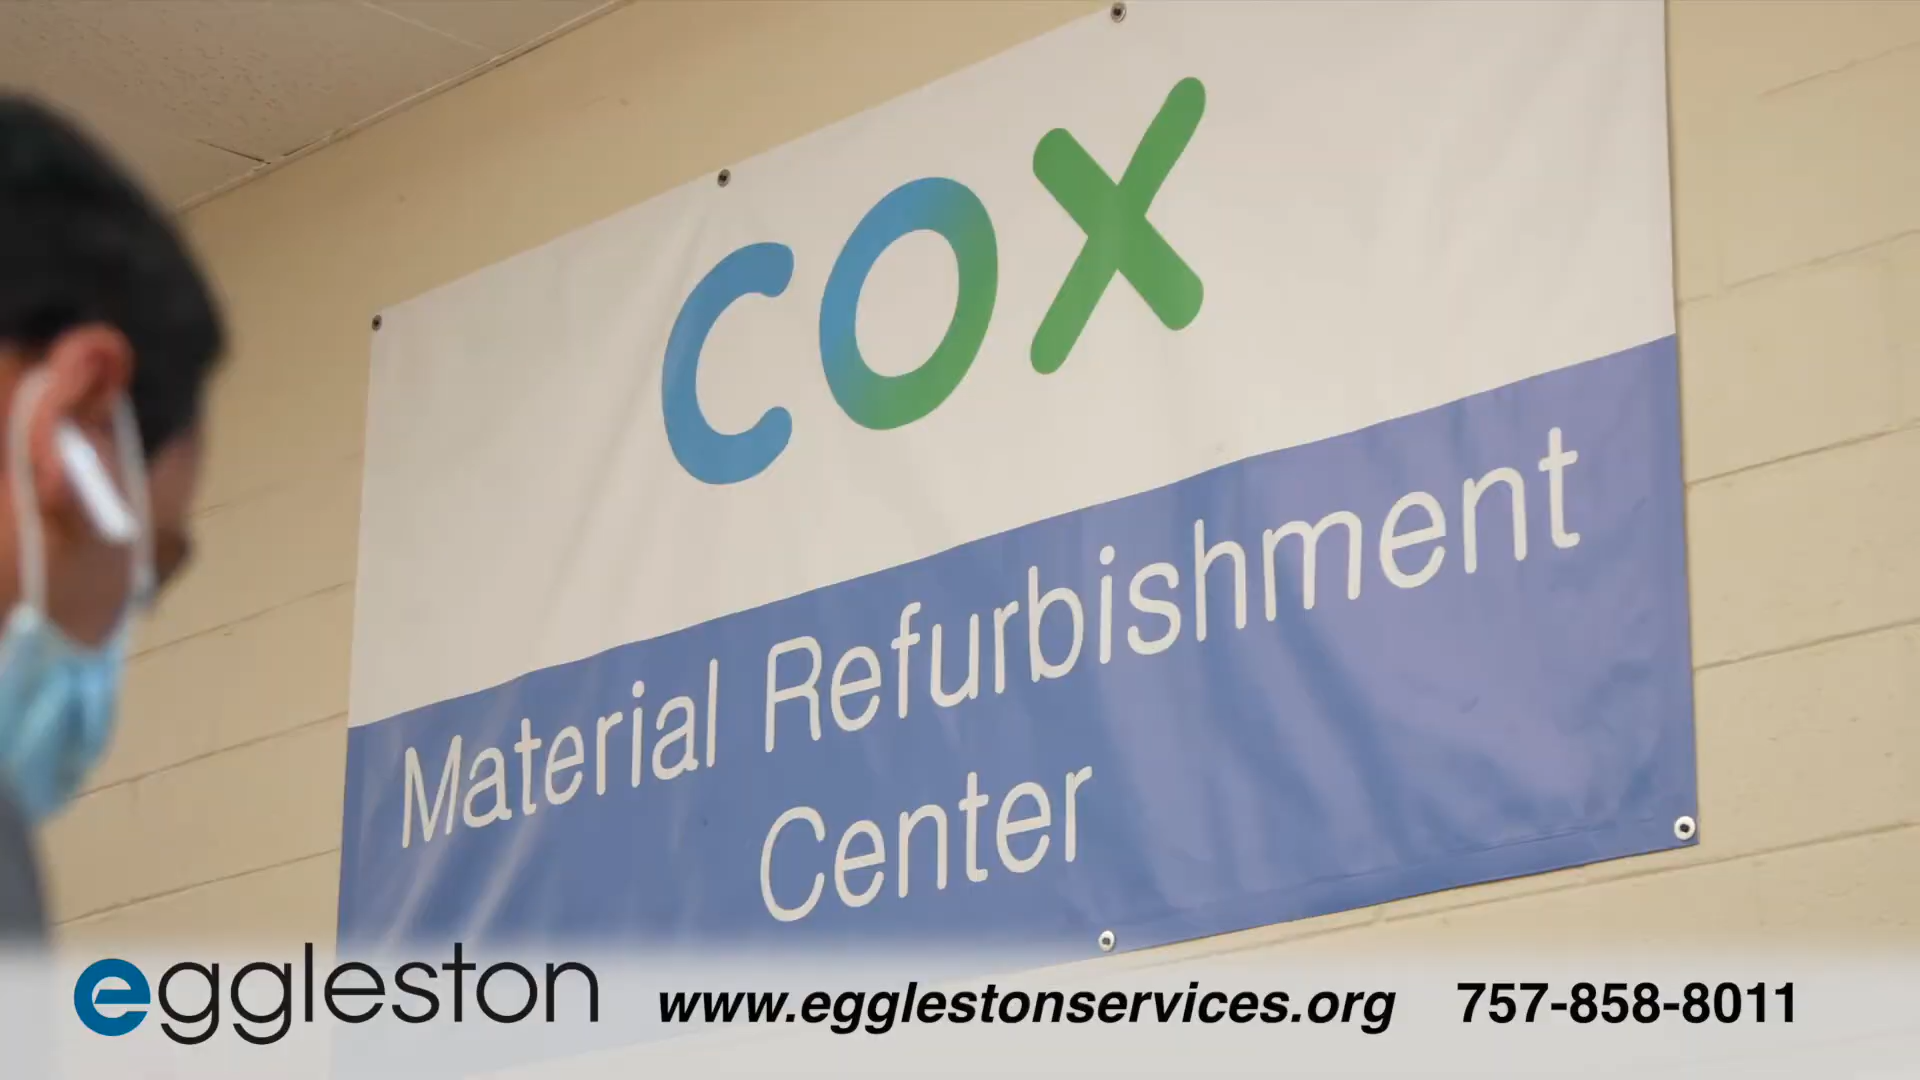 cox
Material Refurbishment
Center
eggleston
www.egglestonservices.org 757-858-8011